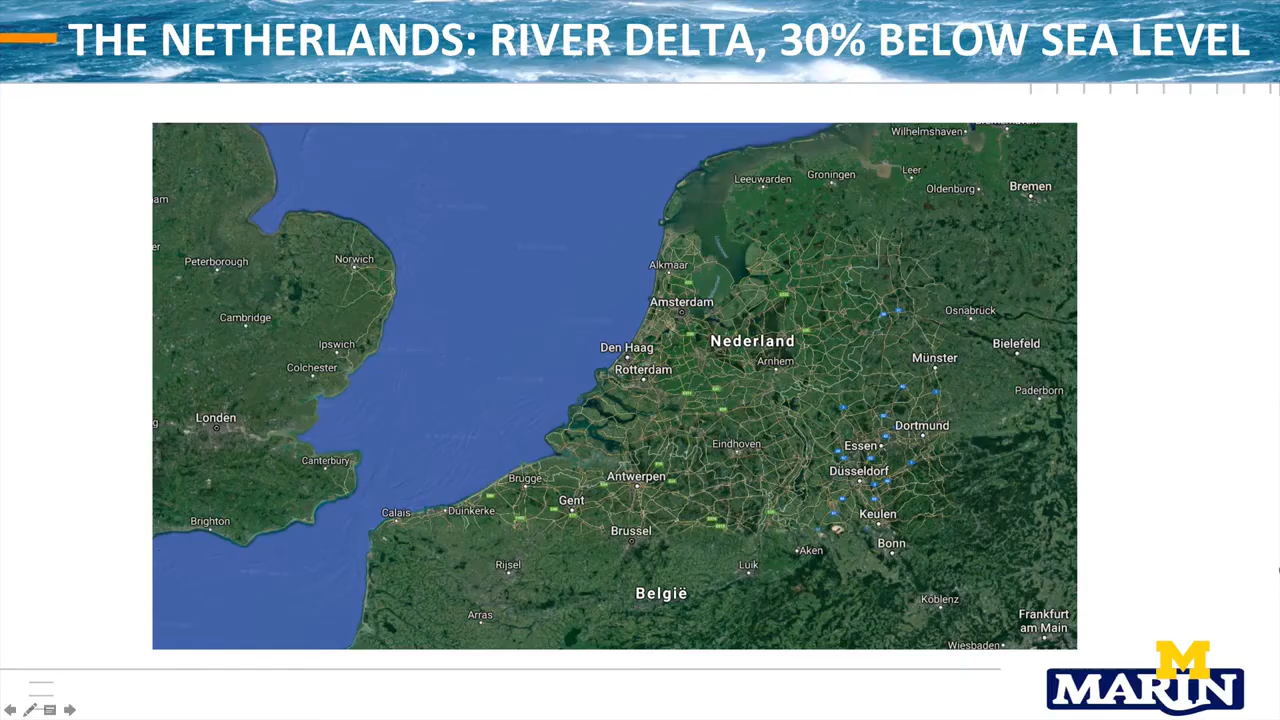 THE NETHERLANDS: RIVER DELTA, 30% BELOW SEA LEVEL
Wilhelmshaven
Leeuwarden
Groningen
Leer
Oldenburg
Bremen
am
er
Peterborough
Norwich
Alkmaar
Cambridge
Amsterdam
Osnabrück
Ipswich
Den Haag
Nederland
Bielefeld
Colchester
Rotterdam
Arnhem
Münster
Paderborn
Londen
g
Dortmund
Essen
Eindhoven
Canterbury
Düsseldorf
Brugge
Antwerpen
Gent
Calais
Duinkerke
Keulen
Brighton
Brussel
Bonn
Aken
Rijsel
Luik
België
Koblenz
Arras
Frankfurt
am Main
Wiesbaden
M
MARIN